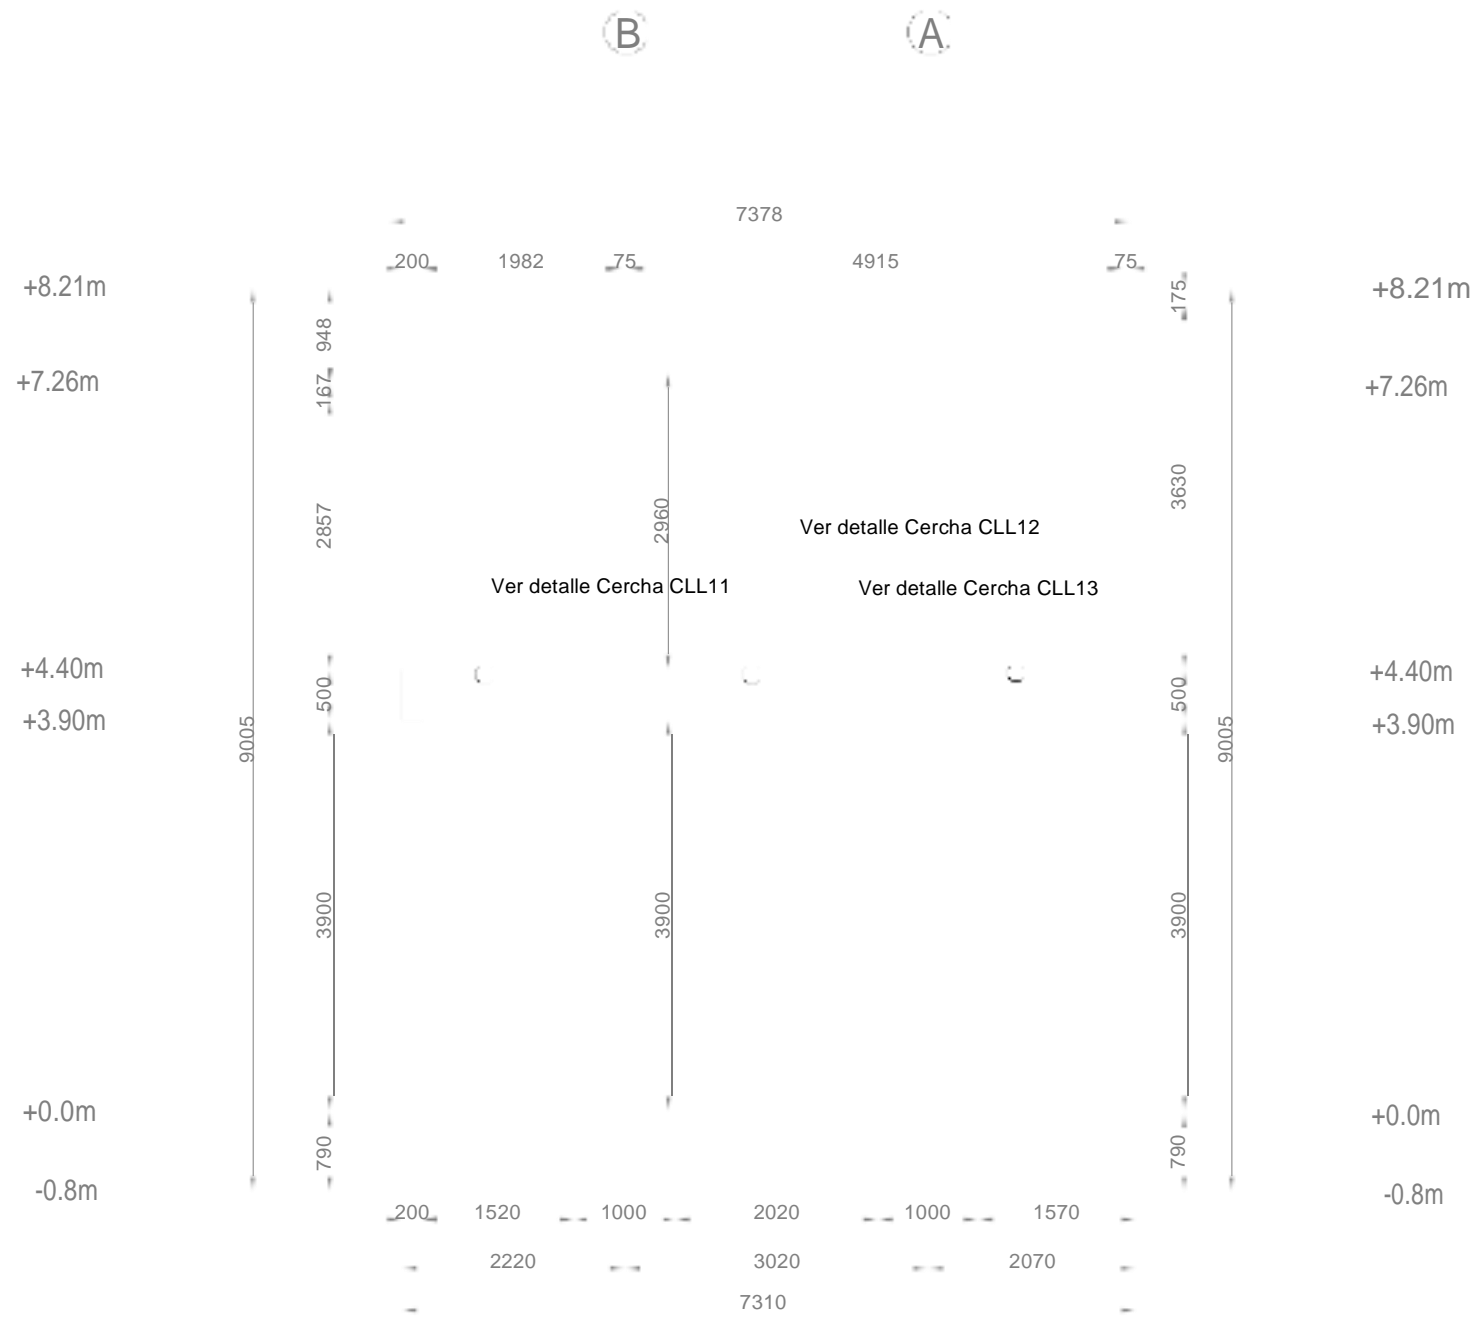 B
A
7378
200
1982
75
4915
75
+8.21m
+8.21m
175
948
+7.26m
+7.26m
167
3630
2857
2960
Ver detalle Cercha CLL12
Ver detalle Cercha CLL11
Ver detalle Cercha CLL13
+4.40m
+4.40m
500
500
+3.90m
+3.90m
9005
9005
3900
3900
3900
+0.0m
+0.0m
790
790
-0.8m
-0.8m
200
1520
1000
2020
1000
1570
2220
3020
2070
7310